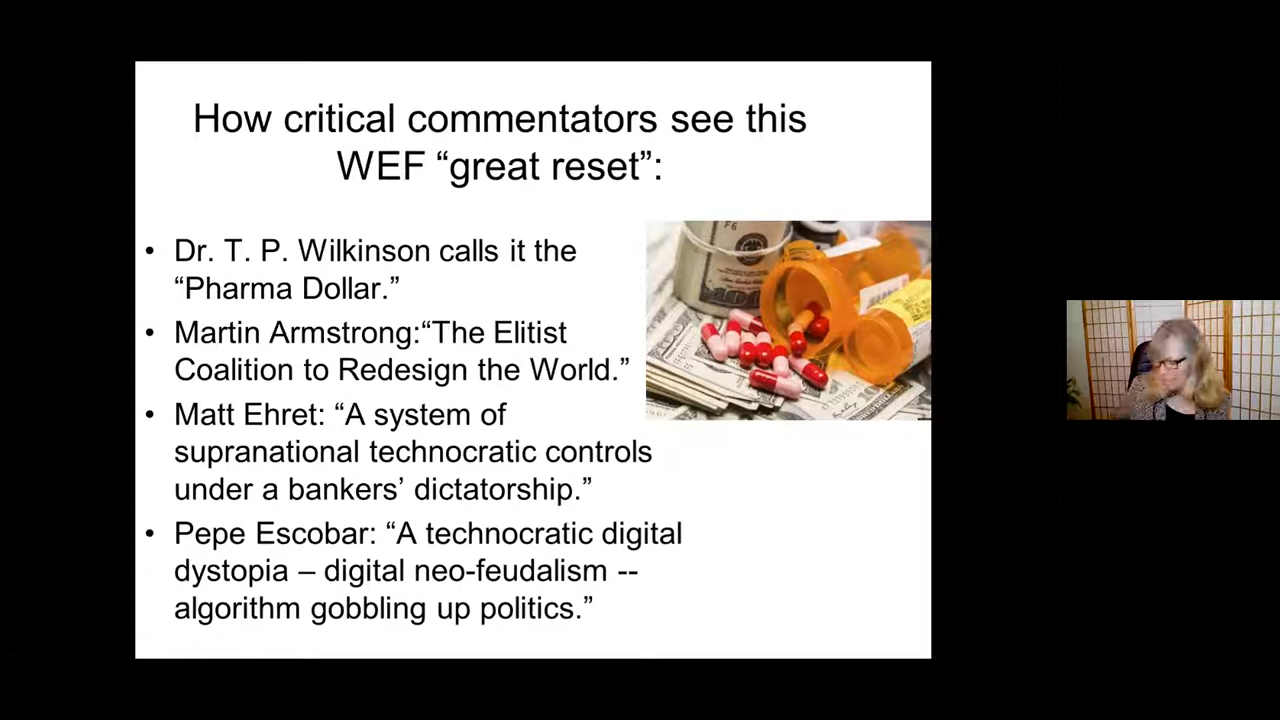 How critical commentators see this
WEF “great reset”:
• Dr. T. P. Wilkinson calls it the
“Pharma Dollar.”
• Martin Armstrong:“The Elitist
Coalition to Redesign the World.”
• Matt Ehret: “A system of
supranational technocratic controls
under a bankers’ dictatorship.”
• Pepe Escobar: “A technocratic digital
dystopia – digital neo-feudalism --
algorithm gobbling up politics.”
F6
100